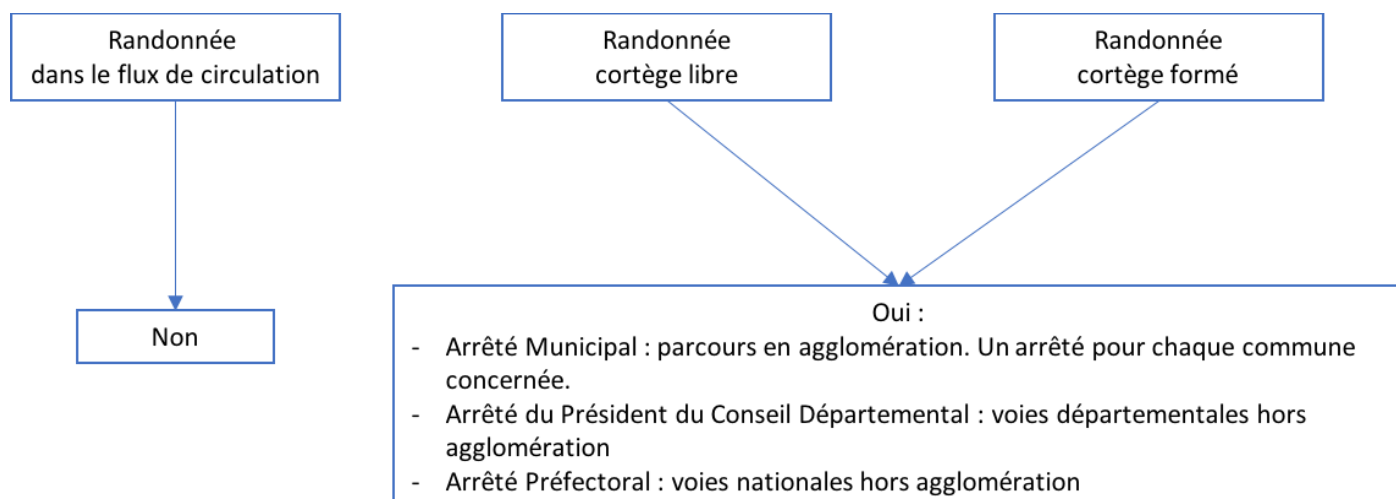 Randonnée
dans le flux de circulation
Randonnée
cortège libre
Randonnée
cortège formé
Non
Oui :
- Arrêté Municipal : parcours en agglomération. Un arrêté pour chaque commune
concernée.
- Arrêté du Président du Conseil Départemental : voies départementales hors
agglomération
- Arrêté Préfectoral : voies nationales hors agglomération